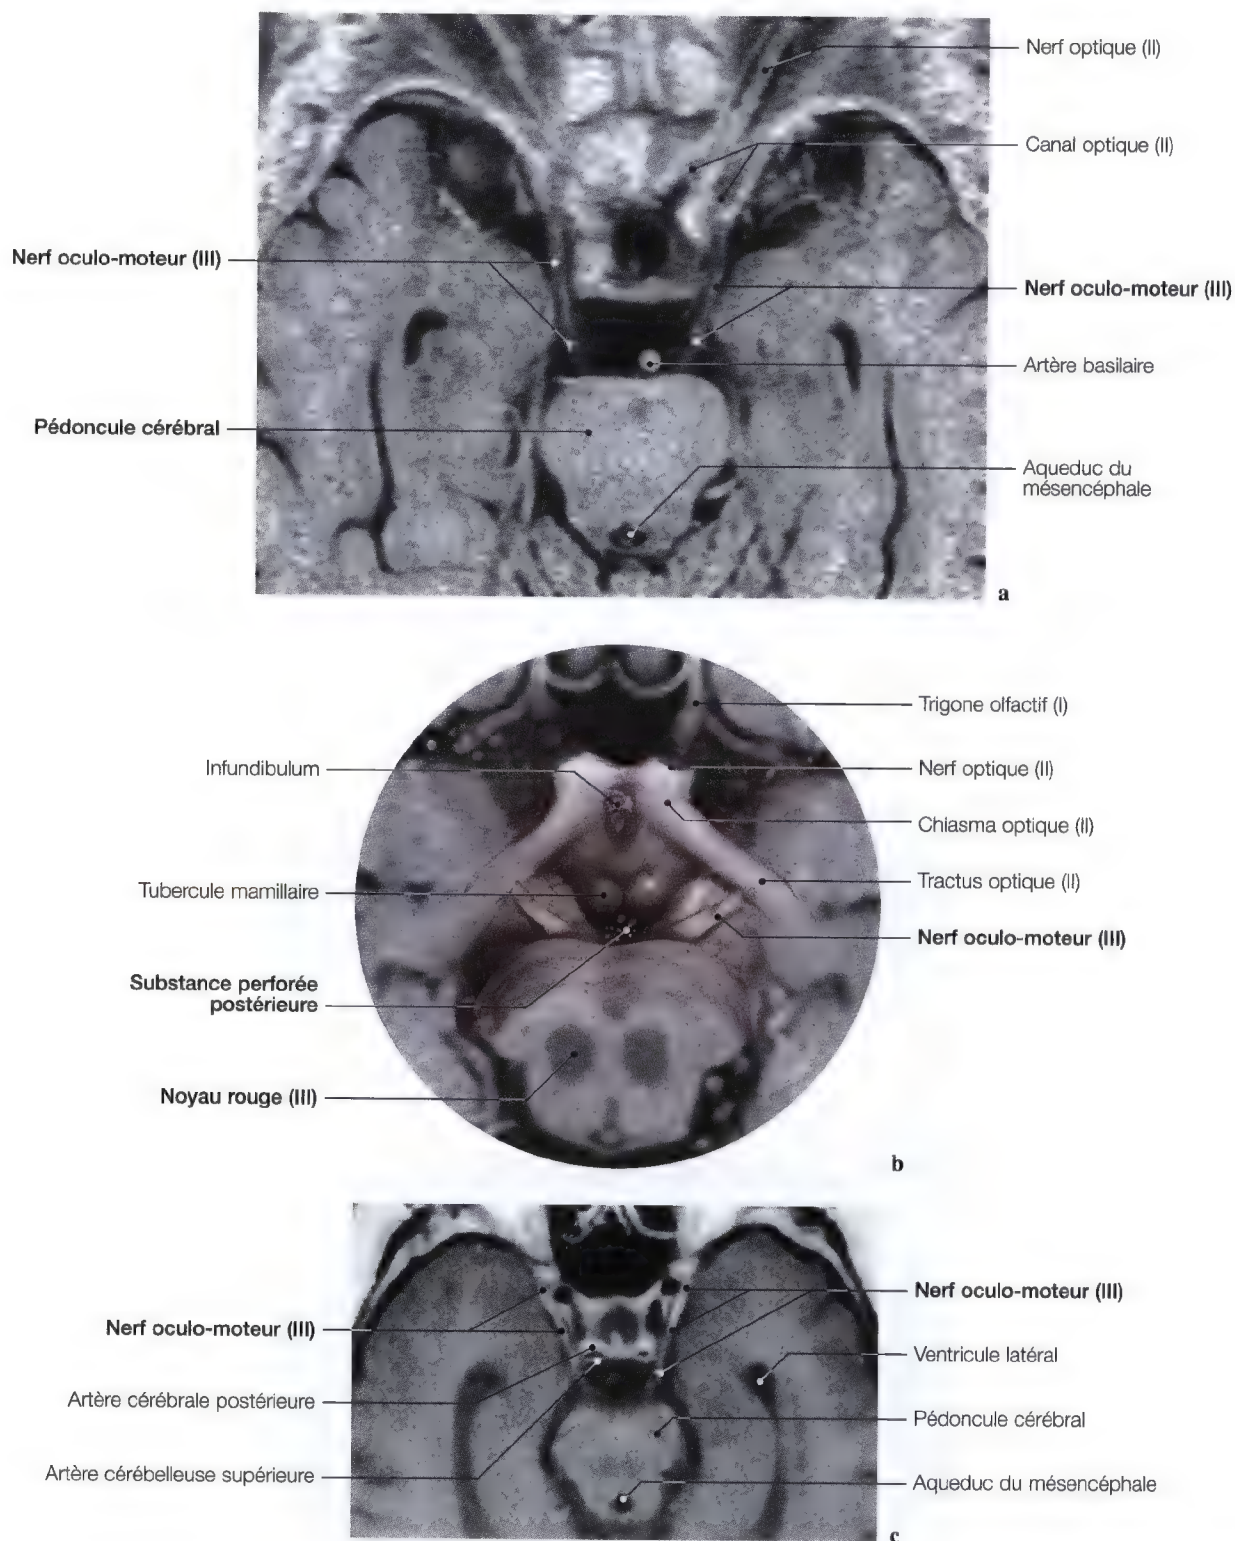 Nerf optique (II)
Canal optique (II)
Nerf oculo-moteur (III)
Nerf oculo-moteur (III)
Artère basilaire
Pédoncule cérébral
Aqueduc du
mésencéphale
a
Trigone olfactif (I)
Infundibulum
Nerf optique (II)
Chiasma optique (II)
Tubercule mamillaire
Tractus optique (II)
Nerf oculo-moteur (III)
Substance perforée
postérieure
Noyau rouge (III)
b
Nerf oculo-moteur (III)
Nerf oculo-moteur (III)
Ventricule latéral
Artère cérébrale postérieure
Pédoncule cérébral
Artère cérébelleuse supérieure
Aqueduc du mésencéphale
c